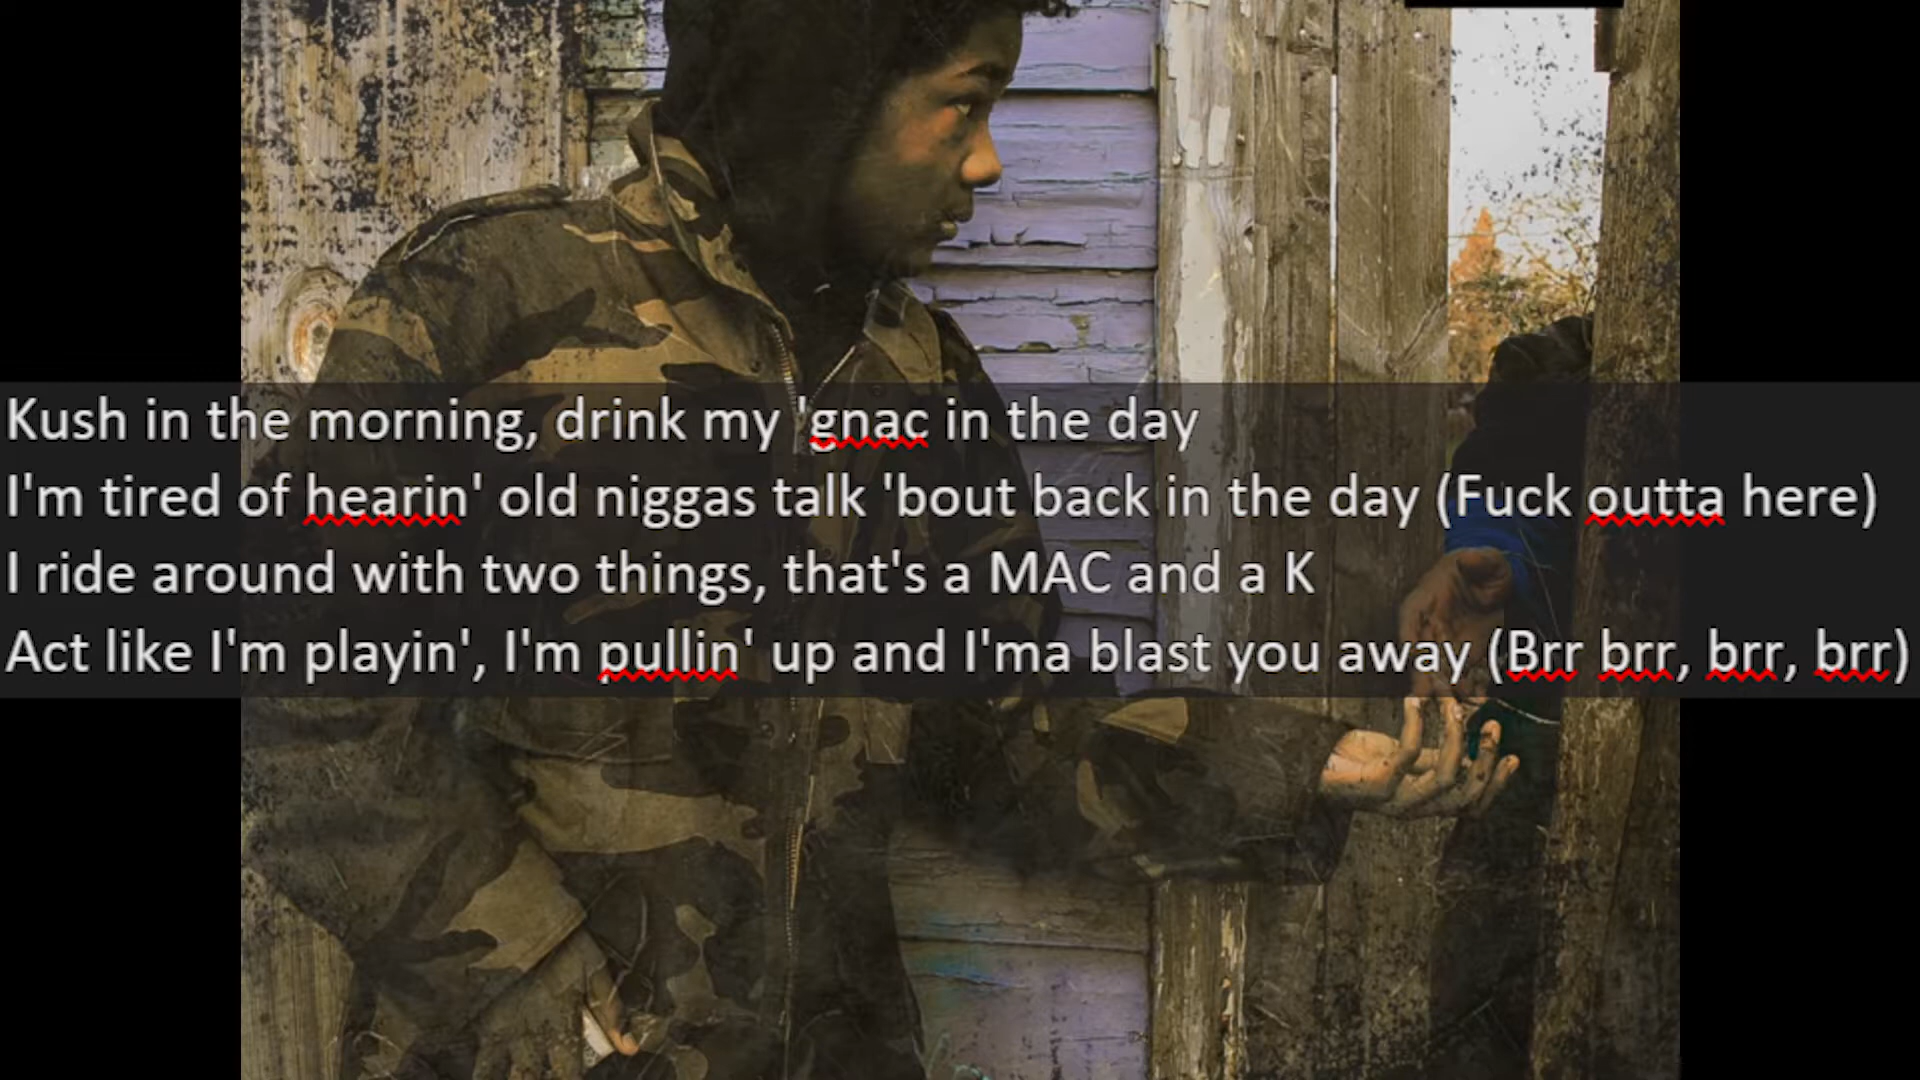 Kush in the morning, drink my 'gnac in the day
I'm tired of hearin' old niggas talk 'bout back in the day (Fuck outta here)
I ride around with two things, that's a MAC and a K
Act like I'm playin', I'm pullin' up and I'ma blast you away (Brr brr, brr, brr)